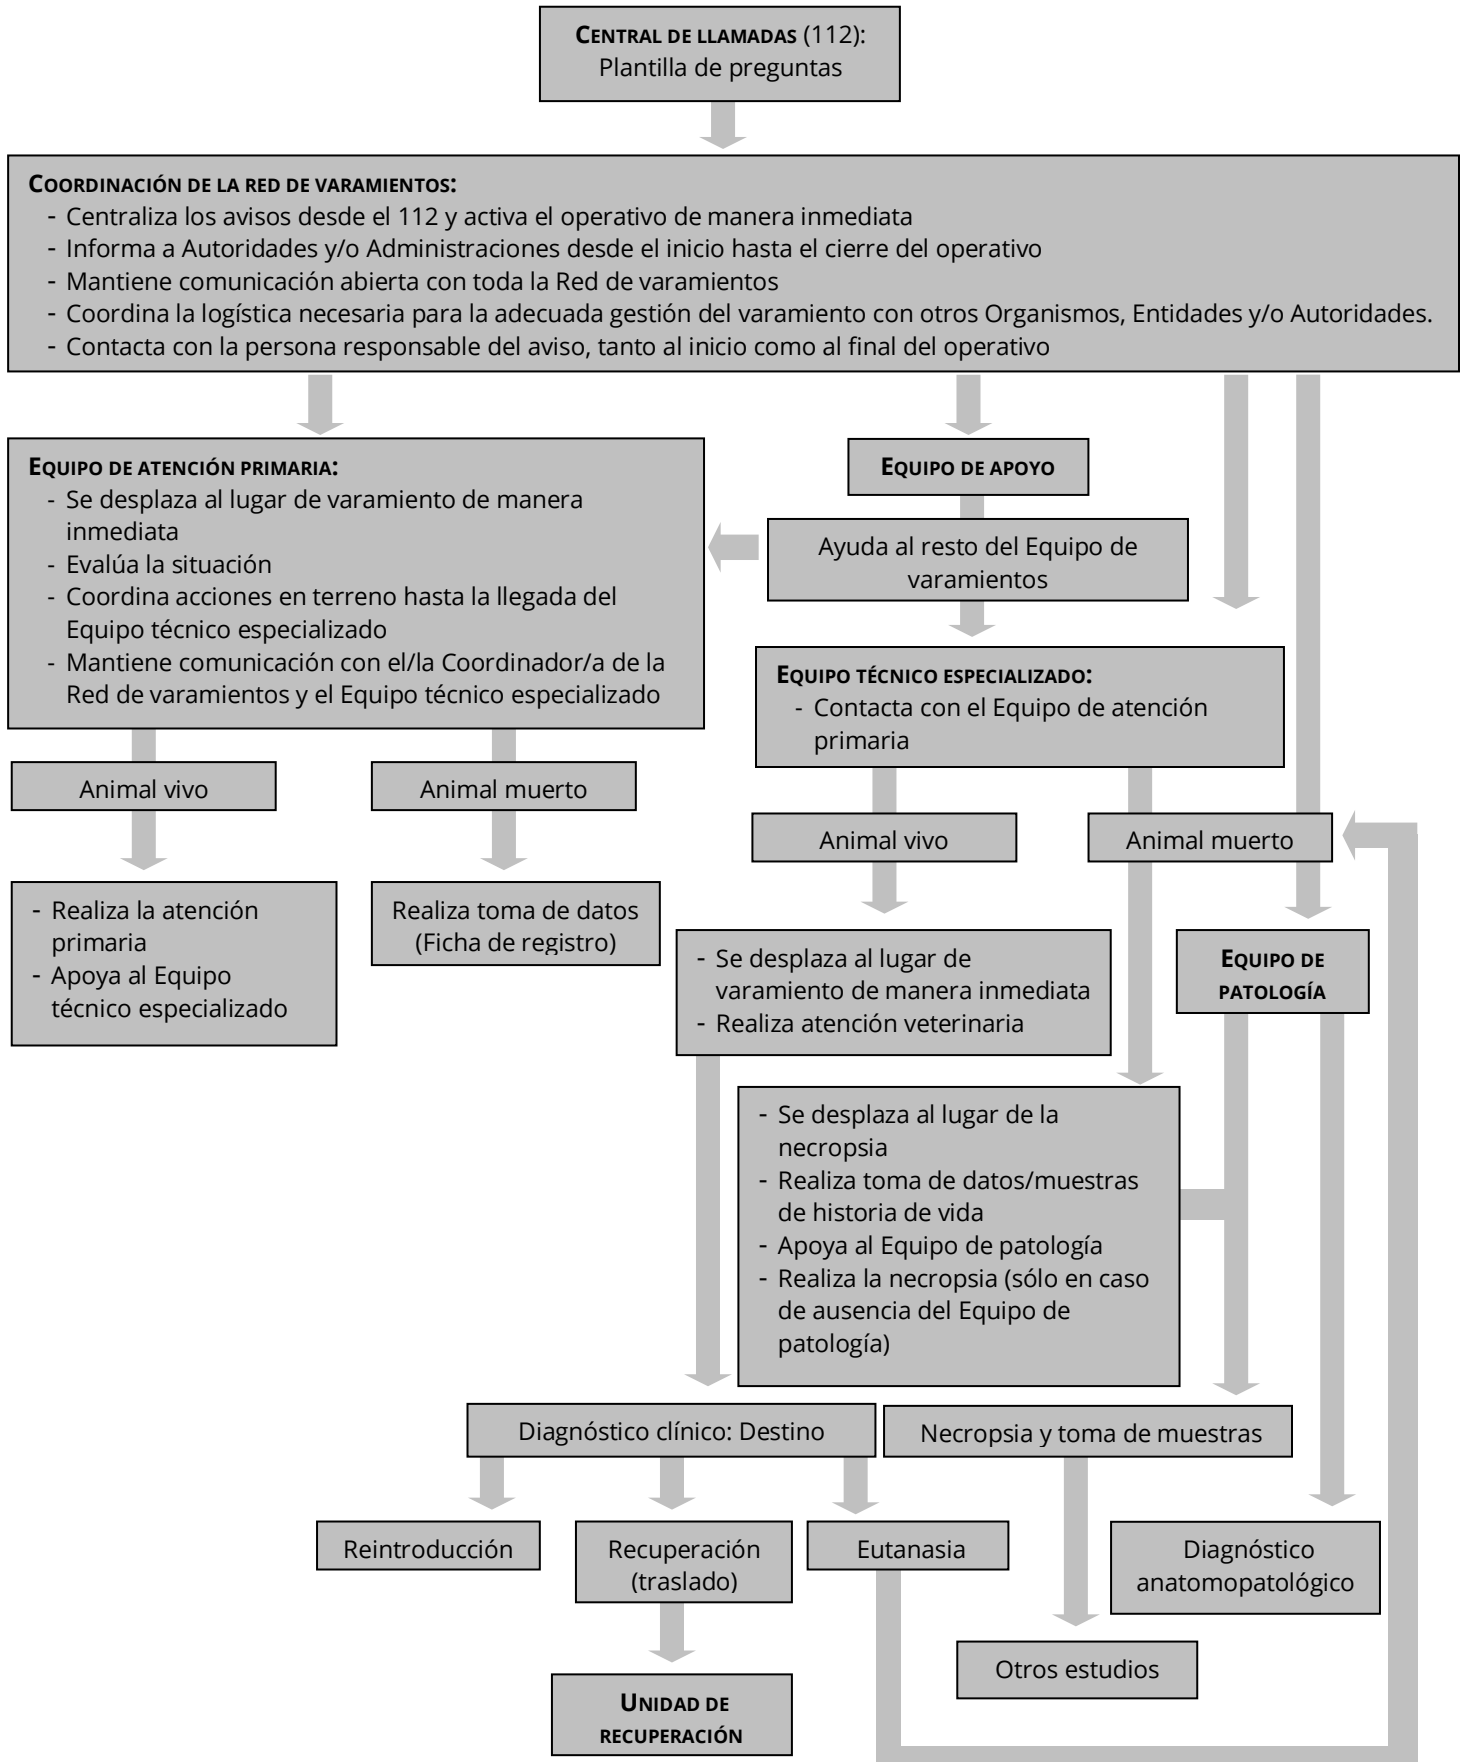 CENTRAL DE LLAMADAS (112):
Plantilla de preguntas
COORDINACIÓN DE LA RED DE VARAMIENTOS:
- Centraliza los avisos desde el 112 y activa el operativo de manera inmediata
- Informa a Autoridades y/o Administraciones desde el inicio hasta el cierre del operativo
- Mantiene comunicación abierta con toda la Red de varamientos
- Coordina la logística necesaria para la adecuada gestión del varamiento con otros Organismos, Entidades y/o Autoridades.
- Contacta con la persona responsable del aviso, tanto al inicio como al final del operativo
EQUIPO DE ATENCIÓN PRIMARIA:
- Se desplaza al lugar de varamiento de manera
inmediata
- Evalúa la situación
- Coordina acciones en terreno hasta la llegada del
Equipo técnico especializado
- Mantiene comunicación con el/la Coordinador/a de la
Red de varamientos y el Equipo técnico especializado
EQUIPO DE APOYO
Ayuda al resto del Equipo de
varamientos
EQUIPO TÉCNICO ESPECIALIZADO:
- Contacta con el Equipo de atención
primaria
Animal vivo
Animal muerto
Animal vivo
Animal muerto
- Realiza la atención
primaria
- Apoya al Equipo
técnico especializado
Realiza toma de datos
(Ficha de registro)
- Se desplaza al lugar de
varamiento de manera inmediata
- Realiza atención veterinaria
EQUIPO DE
PATOLOGÍA
- Se desplaza al lugar de la
necropsia
- Realiza toma de datos/muestras
de historia de vida
- Apoya al Equipo de patología
- Realiza la necropsia (sólo en caso
de ausencia del Equipo de
patología)
Diagnóstico clínico: Destino
Necropsia y toma de muestras
Reintroducción
Recuperación
(traslado)
Eutanasia
Diagnóstico
anatomopatológico
Otros estudios
UNIDAD DE
RECUPERACIÓN